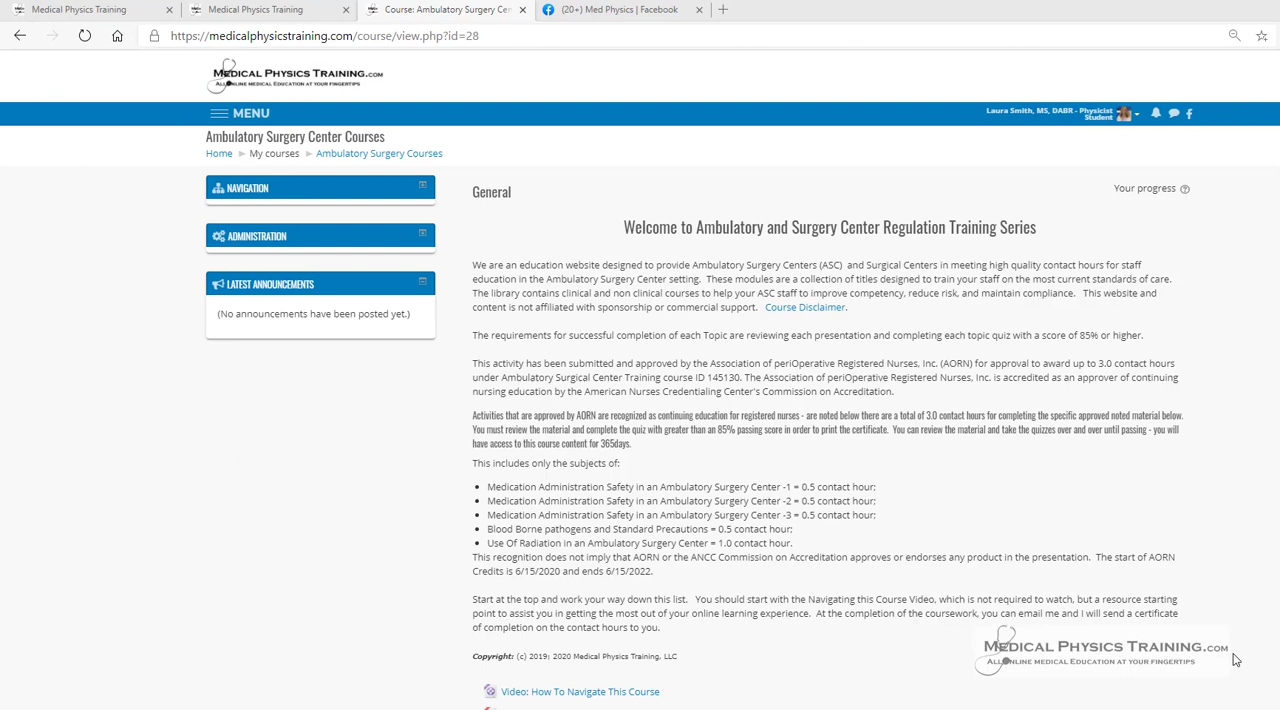 Medical Physics Training
Medical Physics Training
Course: Ambulatory Surgery Cen
(20+) Med Physics | Facebook
https://medicalphysicstraining.com/course/view.php?id=28
MEDICAL PHYSICS TRAINING.COM
ALL ONLINE MEDICAL EDUCATION AT YOUR FINGERTIPS
MENU
Laura Smith, MS, DABR - Physicist
Student
Ambulatory Surgery Center Courses
Home ► My courses ► Ambulatory Surgery Courses
NAVIGATION
ADMINISTRATION
LATEST ANNOUNCEMENTS
(No announcements have been posted yet.)
General
Your progress
Welcome to Ambulatory and Surgery Center Regulation Training Series
We are an education website designed to provide Ambulatory Surgery Centers (ASC) and Surgical Centers in meeting high quality contact hours for staff
education in the Ambulatory Surgery Center setting. These modules are a collection of titles designed to train your staff on the most current standards of care.
The library contains clinical and non clinical courses to help your ASC staff to improve competency, reduce risk, and maintain compliance. This website and
content is not affiliated with sponsorship or commercial support. Course Disclaimer.
The requirements for successful completion of each Topic are reviewing each presentation and completing each topic quiz with a score of 85% or higher.
This activity has been submitted and approved by the Association of periOperative Registered Nurses, Inc. (AORN) for approval to award up to 3.0 contact hours
under Ambulatory Surgical Center Training course ID 145130. The Association of periOperative Registered Nurses, Inc. is accredited as an approver of continuing
nursing education by the American Nurses Credentialing Center's Commission on Accreditation.
Activities that are approved by AORN are recognized as continuing education for registered nurses - are noted below there are a total of 3.0 contact hours for completing the specific approved noted material below.
You must review the material and complete the quiz with greater than an 85% passing score in order to print the certificate. You can review the material and take the quizzes over and over until passing - you will
have access to this course content for 365days.
This includes only the subjects of:
• Medication Administration Safety in an Ambulatory Surgery Center -1 = 0.5 contact hour;
• Medication Administration Safety in an Ambulatory Surgery Center -2 = 0.5 contact hour;
• Medication Administration Safety in an Ambulatory Surgery Center -3 = 0.5 contact hour;
• Blood Borne pathogens and Standard Precautions = 0.5 contact hour;
• Use Of Radiation in an Ambulatory Surgery Center = 1.0 contact hour.
This recognition does not imply that AORN or the ANCC Commission on Accreditation approves or endorses any product in the presentation. The start of AORN
Credits is 6/15/2020 and ends 6/15/2022.
Start at the top and work your way down this list. You should start with the Navigating this Course Video, which is not required to watch, but a resource starting
point to assist you in getting the most out of your online learning experience. At the completion of the coursework, you can email me and I will send a certificate
of completion on the contact hours to you.
MEDICAL PHYSICS TRAINING.COM
ALL ONLINE MEDICAL EDUCATION AT YOUR FINGERTIPS
Copyright: (c) 2019; 2020 Medical Physics Training, LLC
Video: How To Navigate This Course